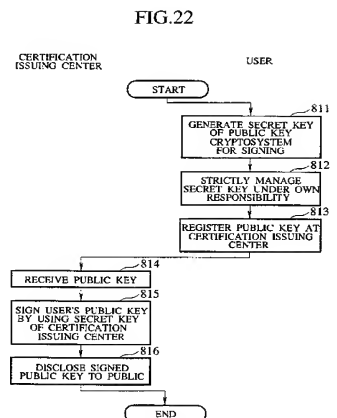 FIG.22
CERTIFICATION
ISSUING CENTER
USER
START
811
GENERATE SECRET KEY
OF PUBLIC KEY
CRYPTOSYSTEM
FOR SIGNING
812
STRICTLY MANAGE
SECRET KEY UNDER OWN
RESPONSIBILITY
813
REGISTER PUBLIC KEY AT
CERTIFICATION ISSUING
CENTER
814
RECEIVE PUBLIC KEY
815
SIGN USER'S PUBLIC KEY
BY USING SECRET KEY
OF CERTIFICATION
ISSUING CENTER
816
DISCLOSE SIGNED
PUBLIC KEY TO PUBLIC
END